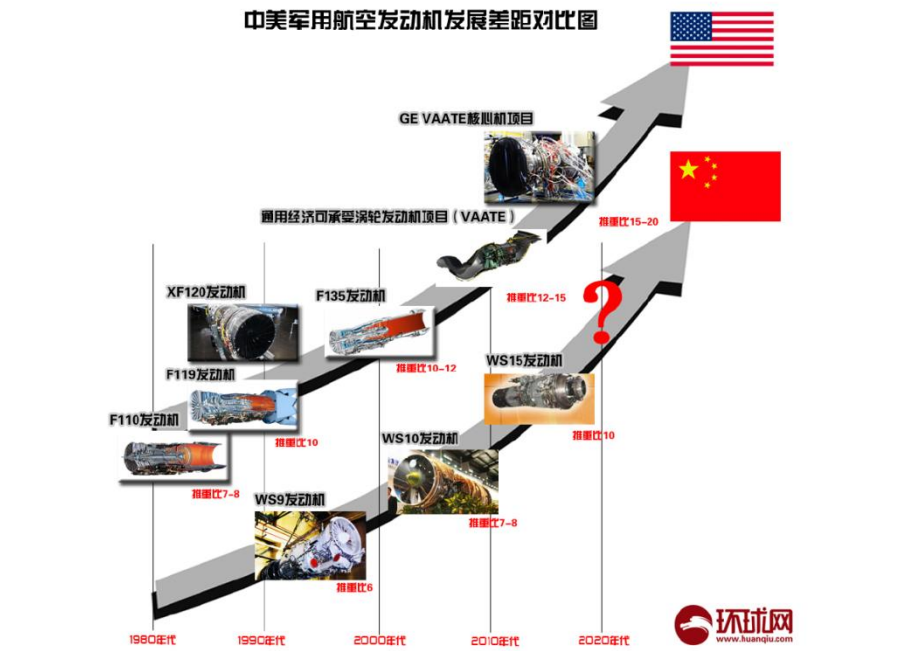 中美军用航空发动机发展差距对比图
GE VAATE核心机项目
通用经济可承受涡轮发动机项目（VAATE）
推重比15-20
XF120发动机
F135发动机
推重比12-15
推重比10-12
?
WS15发动机
F119发动机
推重比10
F110发动机
推重比7-8
WS10发动机
推重比10
WS9发动机
推重比7-8
推重比6
1980年代
1990年代
2000年代
2010年代
2020年代
环球网
www.huanqiu.com